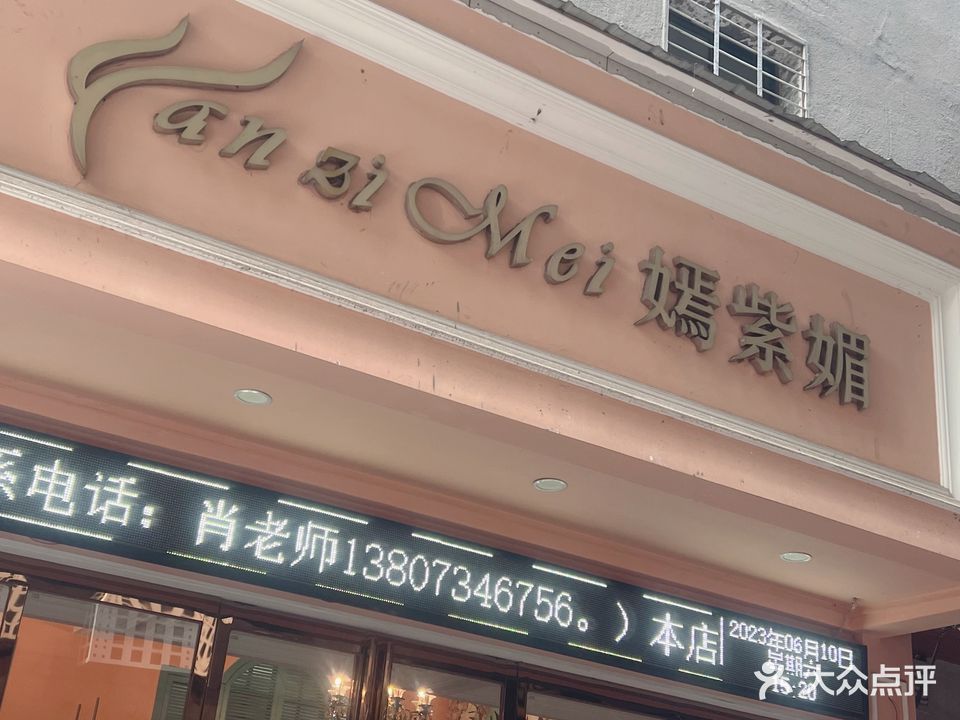 Yan zi Mei 嫣紫媚
系电话：肖老师13807346756。）本店
2023年06月10日
星期六
大众点评